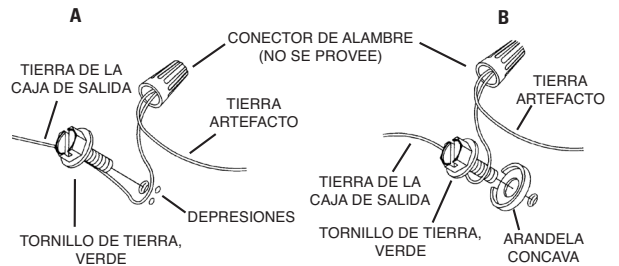 A
B
CONECTOR DE ALAMBRE
(NO SE PROVEE)
TIERRA DE LA
CAJA DE SALIDA
TIERRA
ARTEFACTO
DEPRESIONES
TORNILLO DE TIERRA,
VERDE
TIERRA
ARTEFACTO
TIERRA DE LA
CAJA DE SALIDA
TORNILLO DE TIERRA,
VERDE
ARANDELA
CONCAVA